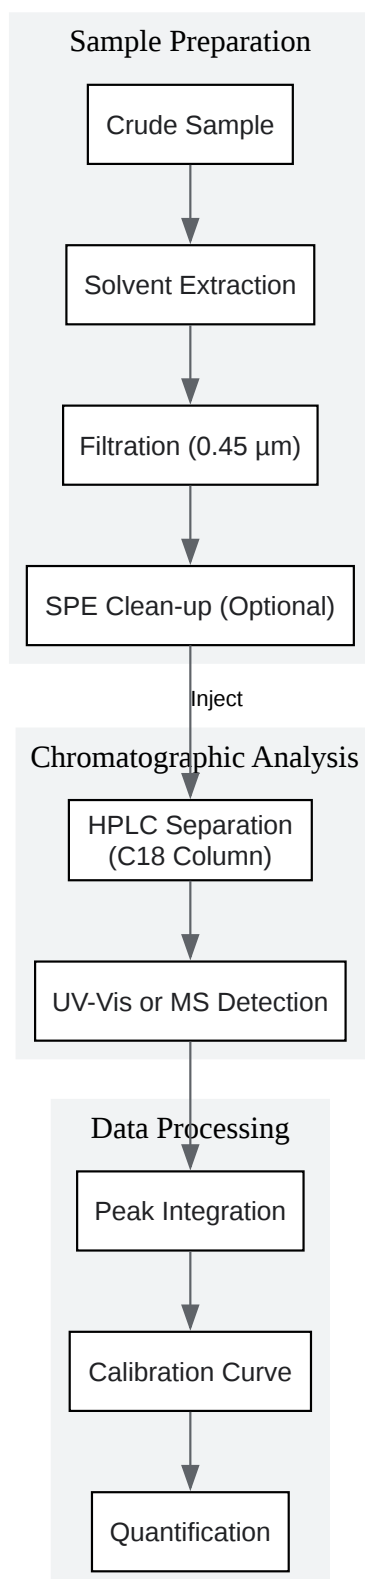 Sample Preparation
Crude Sample
Solvent Extraction
Filtration (0.45 µm)
SPE Clean-up (Optional)
Inject
Chromatographic Analysis
HPLC Separation
(C18 Column)
UV-Vis or MS Detection
Data Processing
Peak Integration
Calibration Curve
Quantification